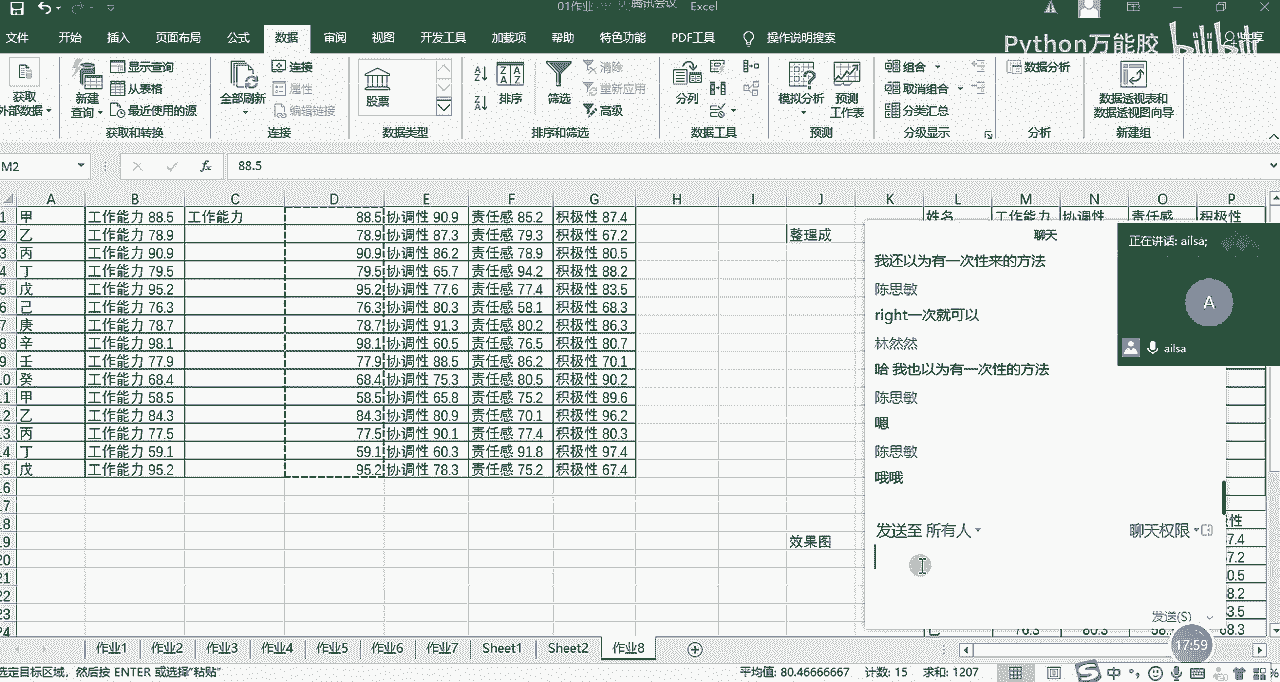 01作业 腾讯会议 Excel
文件 开始 插入 页面布局 公式 数据 审阅 视图 开发工具 加载项 帮助 特色功能 PDF工具 操作说明搜索
Python万能胶 bilibili
获取
外部数据
新建
查询
显示查询
从表格
最近使用的源
获取和转换
全部刷新
连接
属性
编辑链接
连接
股票
数据类型
排序
筛选
清除
重新应用
高级
排序和筛选
分列
数据工具
模拟分析
预测
工作表
预测
组合
取消组合
分类汇总
分级显示
数据分析
分析
数据透视表和
数据透视图向导
新建组
M2 fx 88.5
A B C D E F G H I J K L M N O P
1 甲 工作能力 88.5 工作能力 88.5 协调性 90.9 责任感 85.2 积极性 87.4 姓名 工作能力 协调性 责任感 积极性
2 乙 工作能力 78.9 78.9 协调性 87.3 责任感 79.3 积极性 67.2 整理成
3 丙 工作能力 90.9 90.9 协调性 86.2 责任感 78.9 积极性 80.5
4 丁 工作能力 79.5 79.5 协调性 65.7 责任感 94.2 积极性 88.2
5 戊 工作能力 95.2 95.2 协调性 77.6 责任感 77.4 积极性 83.5
6 己 工作能力 76.3 76.3 协调性 80.3 责任感 58.1 积极性 68.3
7 庚 工作能力 78.7 78.7 协调性 91.3 责任感 80.2 积极性 86.3
8 辛 工作能力 98.1 98.1 协调性 60.5 责任感 76.5 积极性 80.7
9 壬 工作能力 77.9 77.9 协调性 68.5 责任感 86.2 积极性 70.1
10 癸 工作能力 68.4 68.4 协调性 75.3 责任感 80.5 积极性 90.2
11 甲 工作能力 58.5 58.5 协调性 65.8 责任感 75.2 积极性 89.6
12 乙 工作能力 84.3 84.3 协调性 80.9 责任感 70.1 积极性 96.2
13 丙 工作能力 77.5 77.5 协调性 90.1 责任感 77.4 积极性 80.3
14 丁 工作能力 59.1 59.1 协调性 60.3 责任感 91.8 积极性 97.4
15 戊 工作能力 95.2 95.2 协调性 78.3 责任感 75.2 积极性 67.4
16
17
18
19 效果图
20
21
22
23
24
聊天
我还以为有一次性来的方法
陈思敏
right一次就可以
林然然
哈 我也以为有一次性的方法
陈思敏
嗯
陈思敏
哦哦
发送至 所有人
聊天权限
发送(S)
正在讲话: ailsa;
A
ailsa
极性
87.4
67.2
80.5
88.2
83.5
76.3 80.3 58.1 68.3
17:59
作业1 作业2 作业3 作业4 作业5 作业6 作业7 Sheet1 Sheet2 作业8
选定目标区域，然后按 ENTER 或选择"粘贴" 平均值: 80.46666667 计数: 15 求和: 1207 中